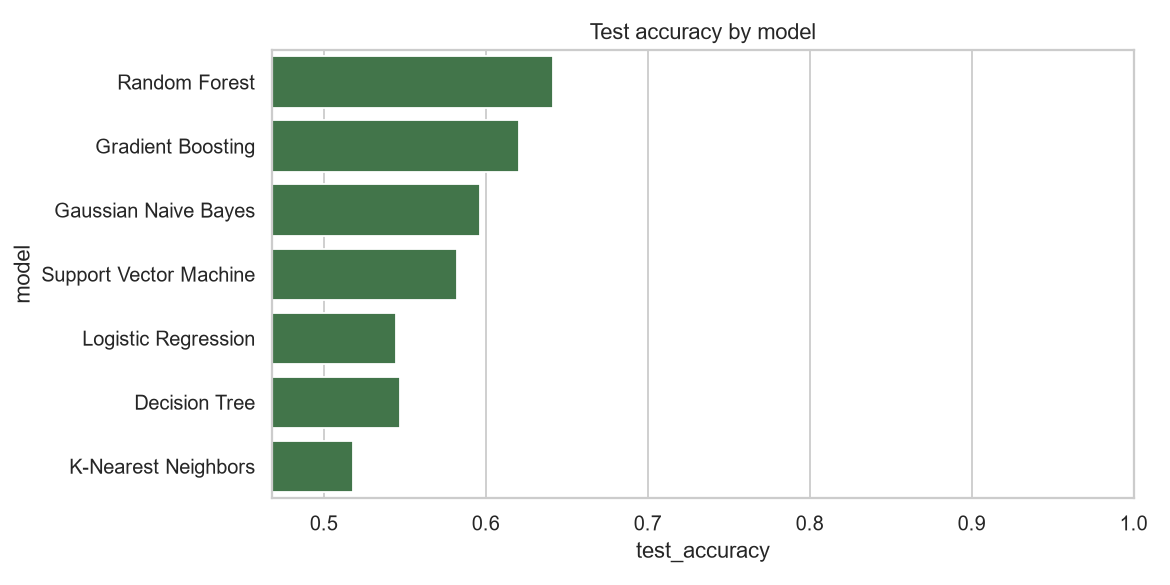 Test accuracy by model
model
Random Forest
Gradient Boosting
Gaussian Naive Bayes
Support Vector Machine
Logistic Regression
Decision Tree
K-Nearest Neighbors
0.5 0.6 0.7 0.8 0.9 1.0
test_accuracy